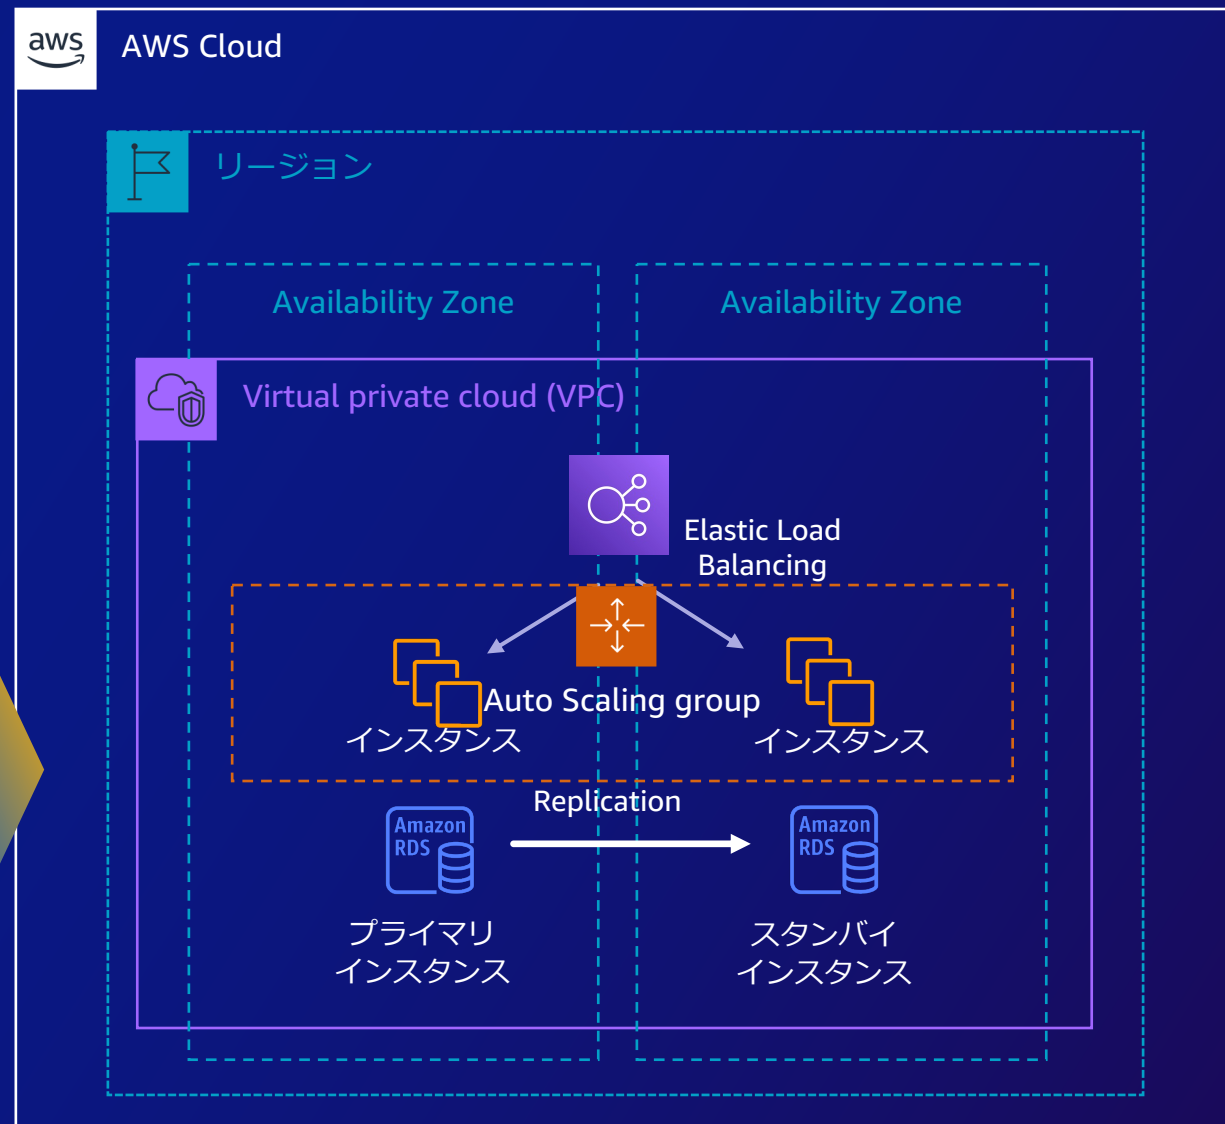 aws
AWS Cloud
リージョン
Availability Zone
Availability Zone
Virtual private cloud (VPC)
Elastic Load
Balancing
Auto Scaling group
インスタンス
インスタンス
Replication
Amazon
RDS
Amazon
RDS
プライマリ
インスタンス
スタンバイ
インスタンス